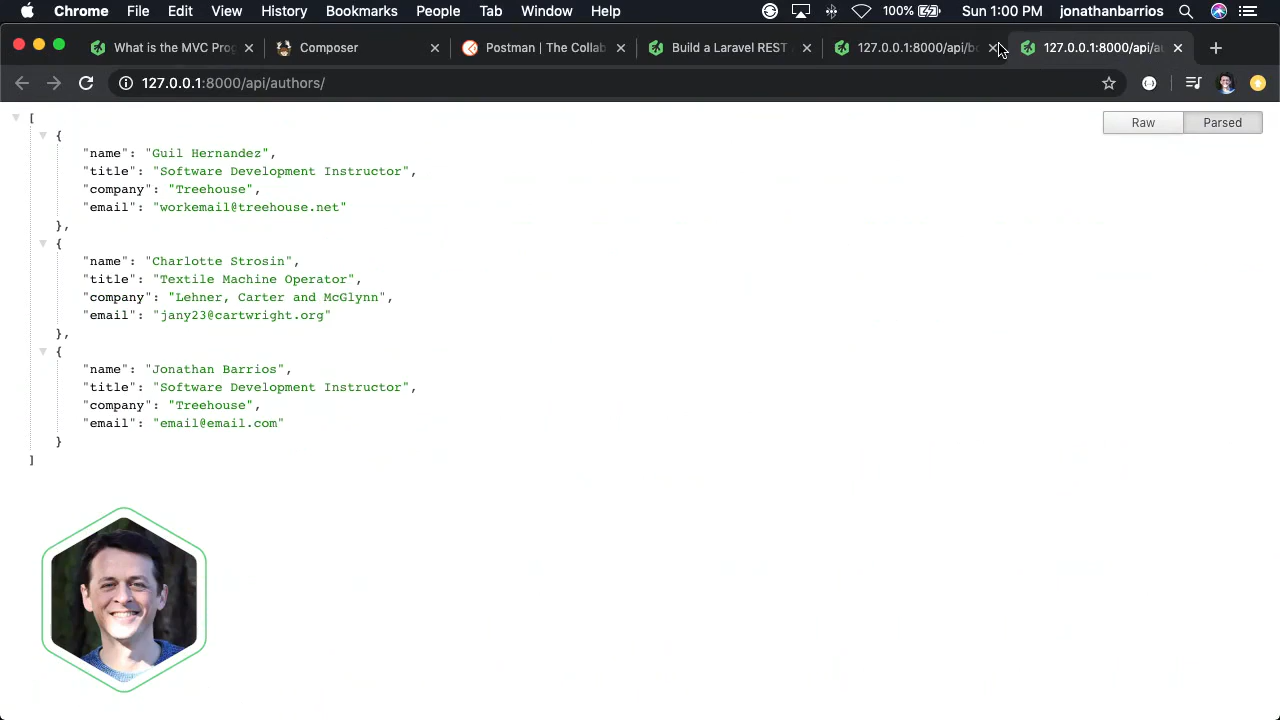 Chrome File Edit View History Bookmarks People Tab Window Help 100% Sun 1:00 PM jonathanbarrios
What is the MVC Prog Composer Postman | The Collab Build a Laravel REST 127.0.0.1:8000/api/bo 127.0.0.1:8000/api/au
127.0.0.1:8000/api/authors/
Raw Parsed
[
{
"name": "Guil Hernandez",
"title": "Software Development Instructor",
"company": "Treehouse",
"email": "workemail@treehouse.net"
},
{
"name": "Charlotte Strosin",
"title": "Textile Machine Operator",
"company": "Lehner, Carter and McGlynn",
"email": "jany23@cartwright.org"
},
{
"name": "Jonathan Barrios",
"title": "Software Development Instructor",
"company": "Treehouse",
"email": "email@email.com"
}
]